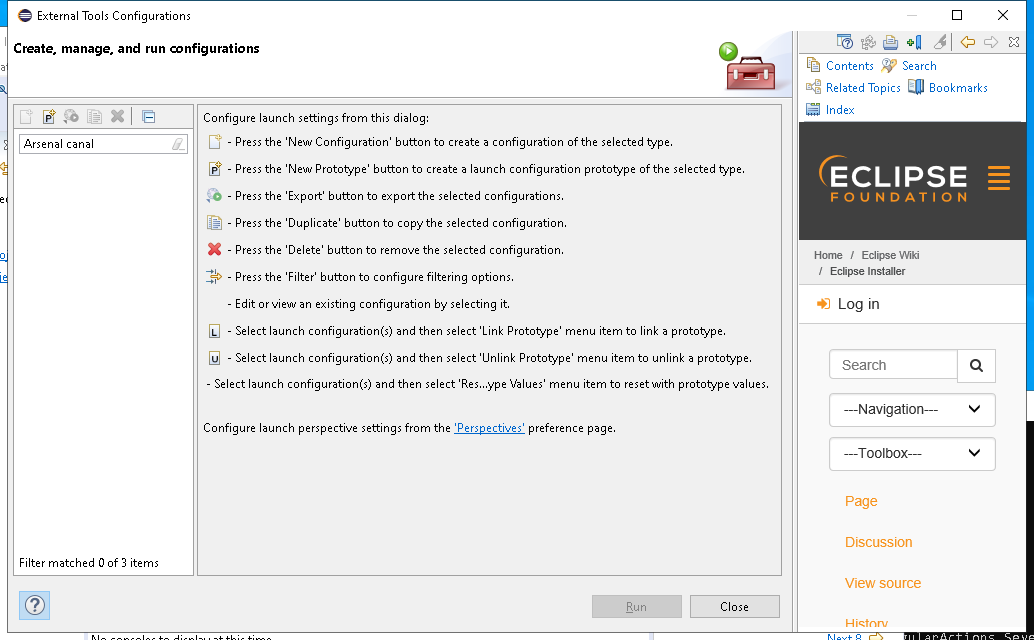 External Tools Configurations
Create, manage, and run configurations
Arsenal canal
Filter matched 0 of 3 items
Configure launch settings from this dialog:
- Press the 'New Configuration' button to create a configuration of the selected type.
- Press the 'New Prototype' button to create a launch configuration prototype of the selected type.
- Press the 'Export' button to export the selected configurations.
- Press the 'Duplicate' button to copy the selected configuration.
- Press the 'Delete' button to remove the selected configuration.
- Press the 'Filter' button to configure filtering options.
- Edit or view an existing configuration by selecting it.
- Select launch configuration(s) and then select 'Link Prototype' menu item to link a prototype.
- Select launch configuration(s) and then select 'Unlink Prototype' menu item to unlink a prototype.
- Select launch configuration(s) and then select 'Res...ype Values' menu item to reset with prototype values.
Configure launch perspective settings from the 'Perspectives' preference page.
Run
Close
No consoles to display at this time.
Contents
Search
Related Topics
Bookmarks
Index
ECLIPSE
FOUNDATION
Home / Eclipse Wiki
/ Eclipse Installer
Log in
Search
---Navigation---
---Toolbox---
Page
Discussion
View source
History
Next 8